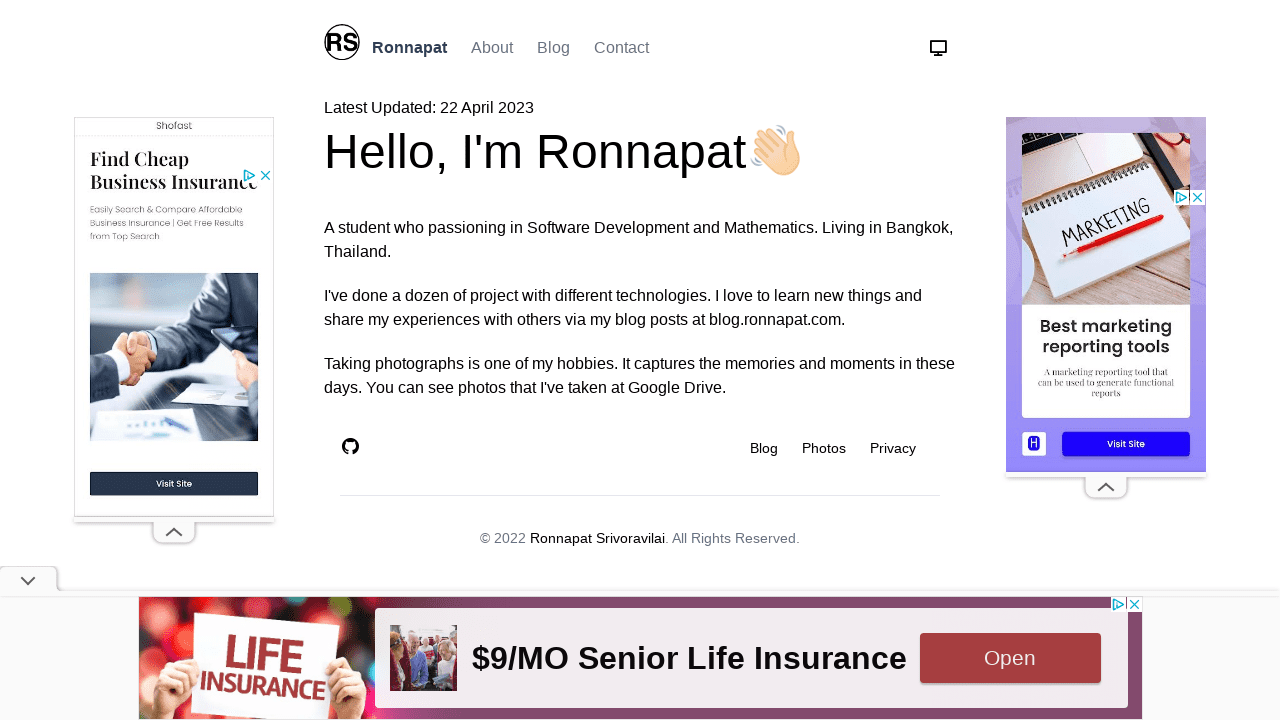 RS Ronnapat About Blog Contact
Latest Updated: 22 April 2023
Hello, I'm Ronnapat
A student who passioning in Software Development and Mathematics. Living in Bangkok,
Thailand.
I've done a dozen of project with different technologies. I love to learn new things and
share my experiences with others via my blog posts at blog.ronnapat.com.
Taking photographs is one of my hobbies. It captures the memories and moments in these
days. You can see photos that I've taken at Google Drive.
Blog Photos Privacy
© 2022 Ronnapat Srivoravilai. All Rights Reserved.
Shofast
Find Cheap
Business Insurance
Easily Search & Compare Affordable
Business Insurance | Get Free Results
from Top Search
Visit Site
MARKETING
Best marketing
reporting tools
A marketing reporting tool that
can be used to generate functional
reports
H
Visit Site
LIFE
INSURANCE
$9/MO Senior Life Insurance
Open